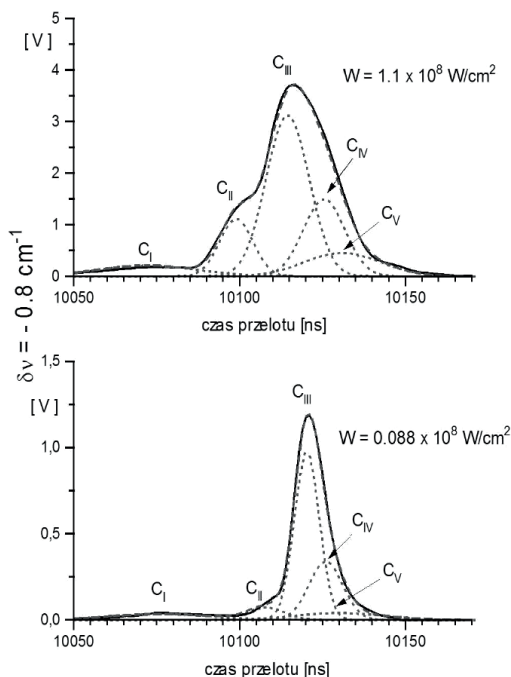 5
[ V ]
4
3
2
1
0
C_I
C_II
C_III
C_IV
C_V
W = 1.1 x 10^8 W/cm^2
10050 10100 10150
czas przelotu [ns]
δν = - 0.8 cm^-1
1,5
[ V ]
1,0
0,5
0,0
C_I
C_II
C_III
C_IV
C_V
W = 0.088 x 10^8 W/cm^2
10050 10100 10150
czas przelotu [ns]